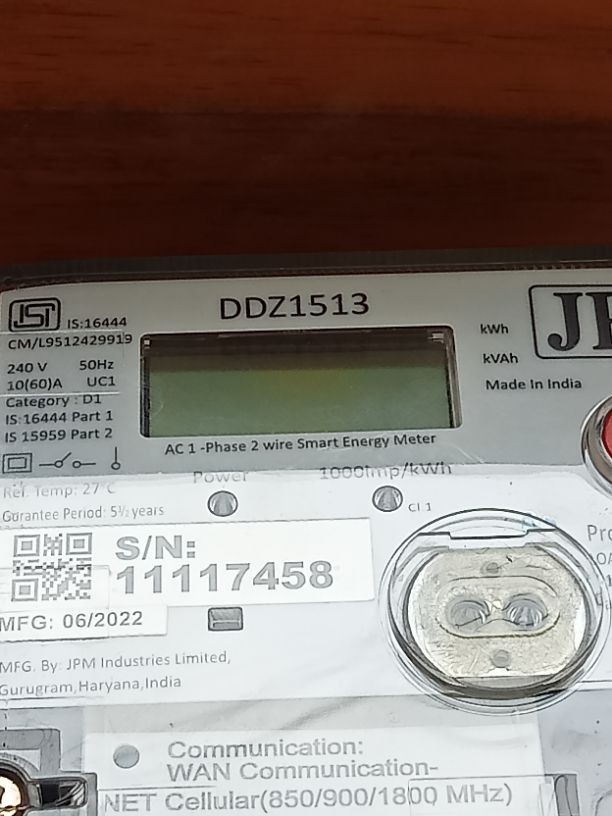 DDZ1513
ISI IS:16444
CM/L9512429919
240 V 50Hz
10(60)A UC1
Category : D1
IS:16444 Part 1
IS 15959 Part 2
kWh
kVAh
Made In India
AC 1 -Phase 2 wire Smart Energy Meter
Ref. Temp: 27°C
Power
1000Imp/kWh
Gurantee Period: 5½ years
Cl 1
S/N:
11117458
MFG: 06/2022
MFG. By: JPM Industries Limited,
Gurugram,Haryana,India
Communication:
WAN Communication-
NET Cellular(850/900/1800 MHz)